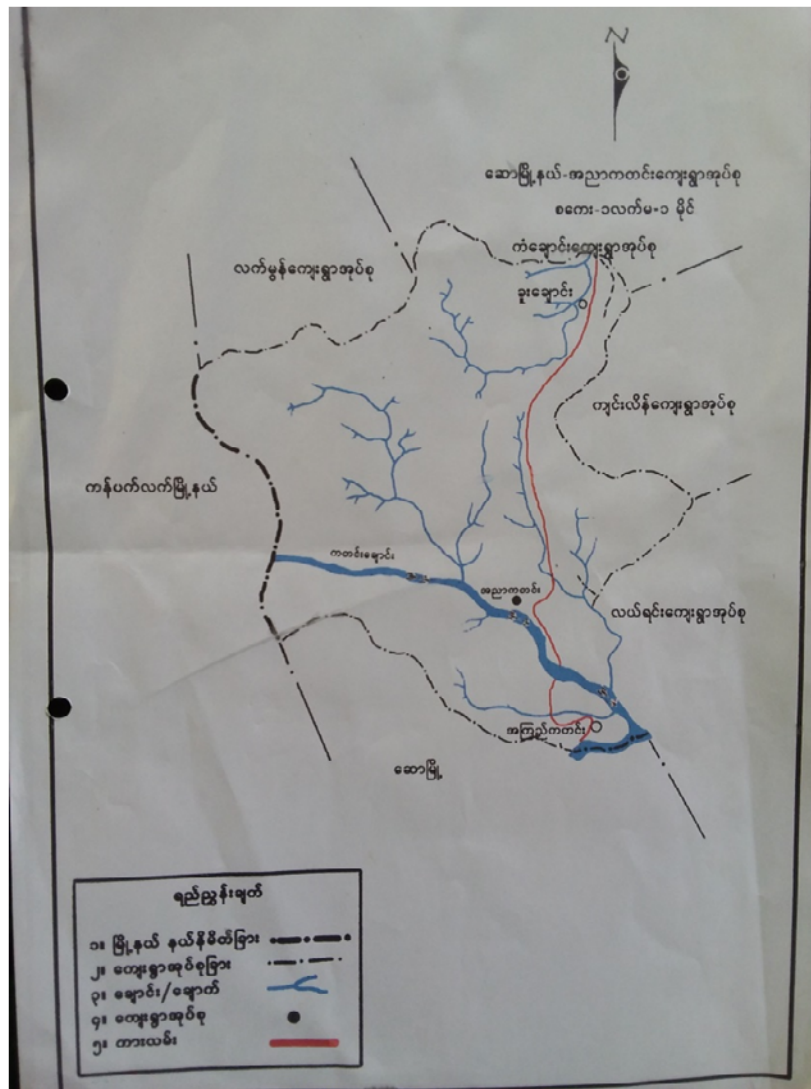 N
ဆောမြို့နယ်-အညာကတင်းကျေးရွာအုပ်စု
စကေး-၁လက်မ=၁ မိုင်
ကံချောင်းကျေးရွာအုပ်စု
လက်မွန်ကျေးရွာအုပ်စု
ခူးချောင်း
ကျင်းလိန်ကျေးရွာအုပ်စု
ကန်ပက်လက်မြို့နယ်
ကတင်းချောင်း
အညာကတင်း
လယ်ရင်းကျေးရွာအုပ်စု
အကြည်ကတင်း
ဆောမြို့
ရည်ညွှန်းချတ်
၁။ မြို့နယ် နယ်နိမိတ်ခြား
၂။ ကျေးရွာအုပ်စုခြား
၃။ ချောင်း/ချောက်
၄။ ကျေးရွာအုပ်စု
၅။ ကားလမ်း